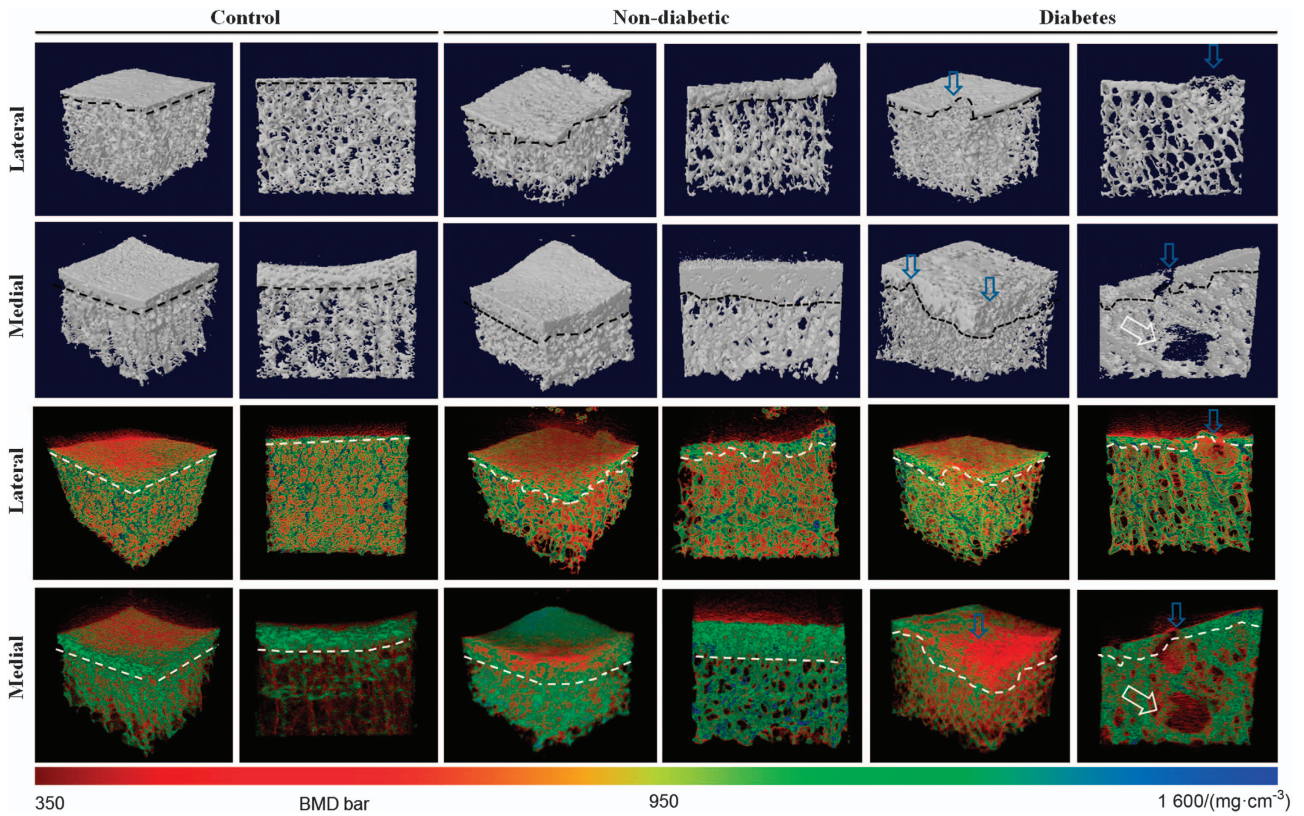 Control Non-diabetic Diabetes
Lateral
Medial
Lateral
Medial
350 BMD bar 950 1 600/(mg·cm⁻³)